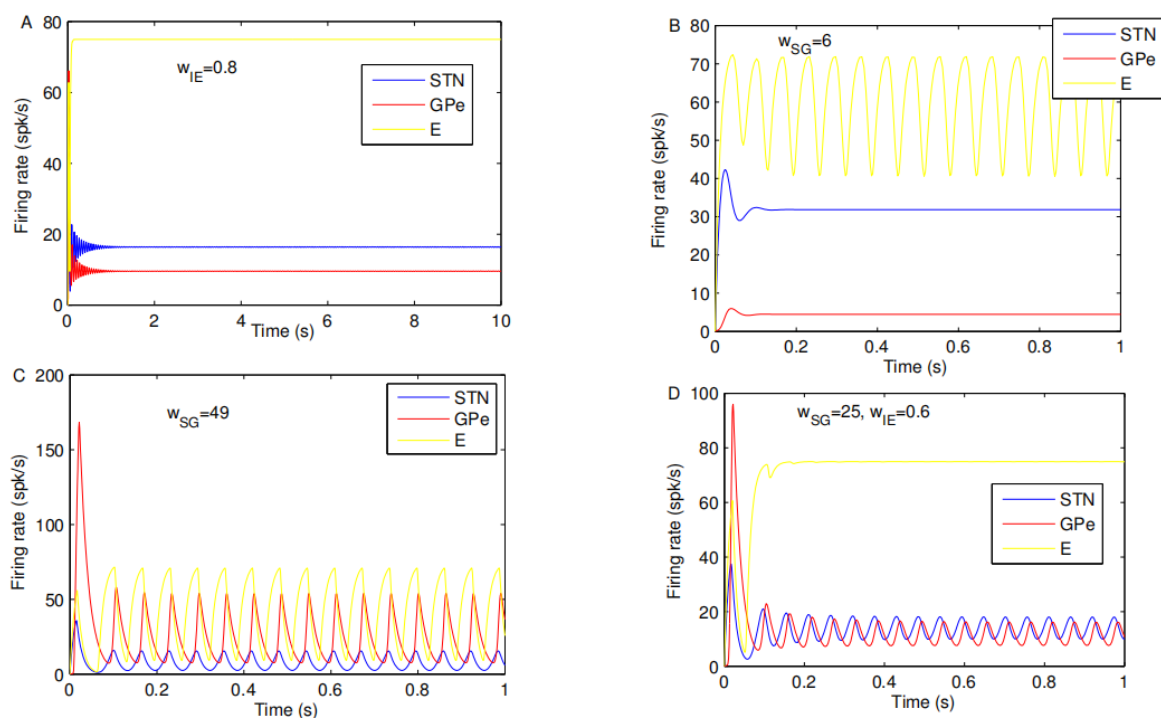 A
80
60
40
20
0
Firing rate (spk/s)
w_IE=0.8
STN
GPe
E
0 2 4 6 8 10
Time (s)
B
80
70
60
50
40
30
20
10
0
Firing rate (spk/s)
w_SG=6
STN
GPe
E
0 0.2 0.4 0.6 0.8 1
Time (s)
C
200
150
100
50
0
Firing rate (spk/s)
w_SG=49
STN
GPe
E
0 0.2 0.4 0.6 0.8 1
Time (s)
D
100
80
60
40
20
0
Firing rate (spk/s)
w_SG=25, w_IE=0.6
STN
GPe
E
0 0.2 0.4 0.6 0.8 1
Time (s)